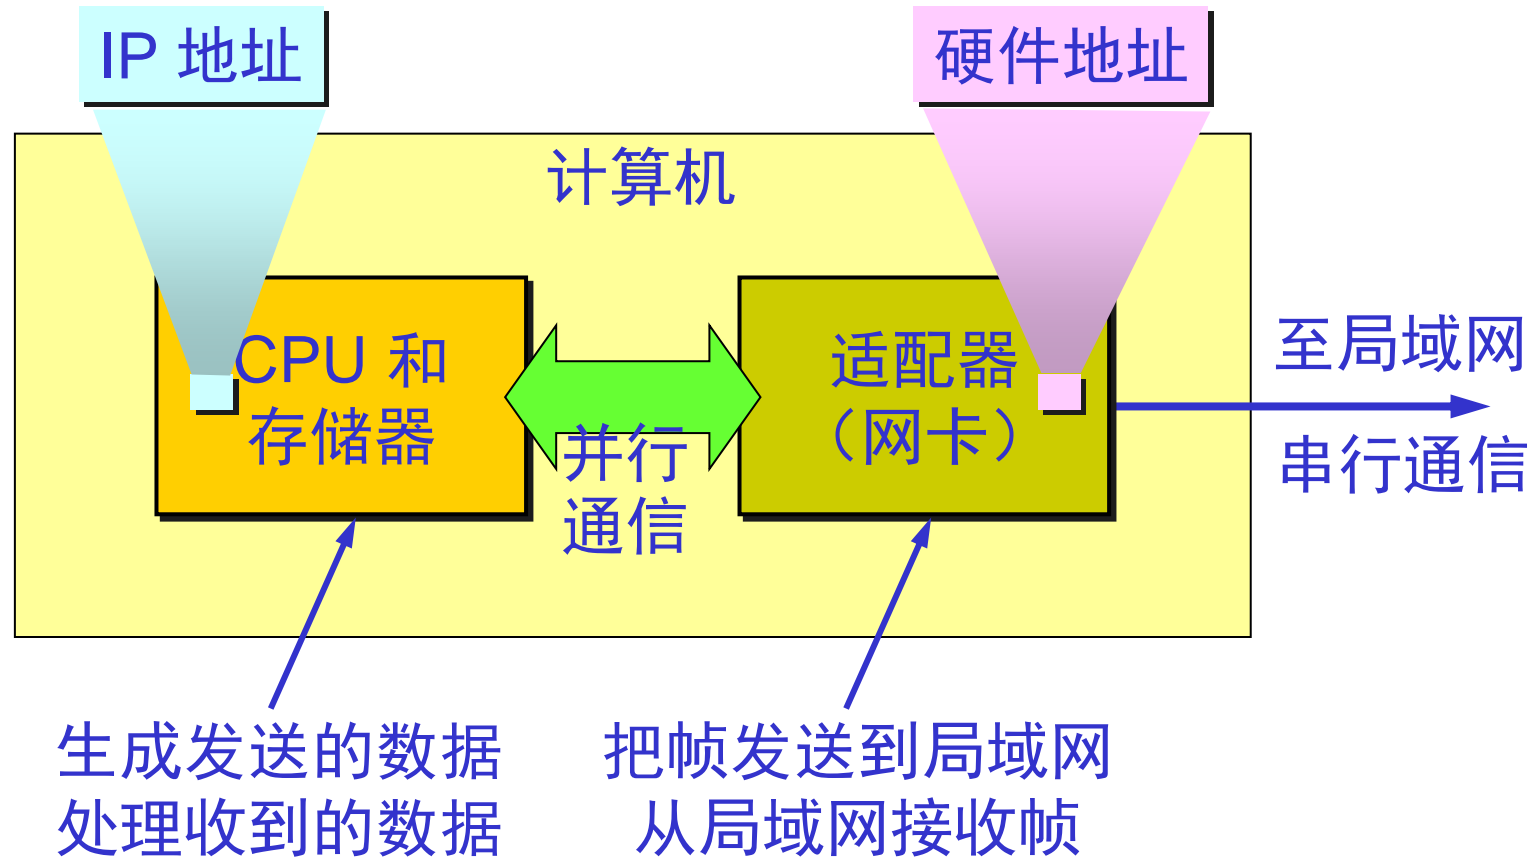 IP 地址
硬件地址
计算机
CPU 和
存储器
并行
通信
适配器
（网卡）
至局域网
串行通信
生成发送的数据
处理收到的数据
把帧发送到局域网
从局域网接收帧